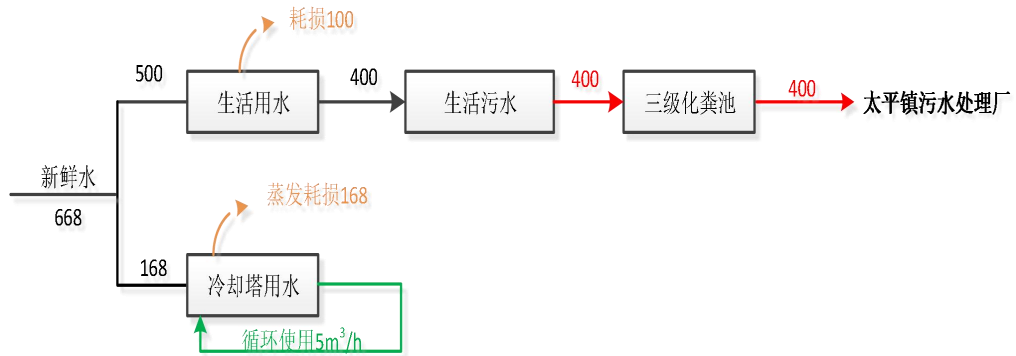 耗损100
500
生活用水
400
生活污水
400
三级化粪池
400
太平镇污水处理厂
新鲜水
668
蒸发耗损168
168
冷却塔用水
循环使用5m³/h